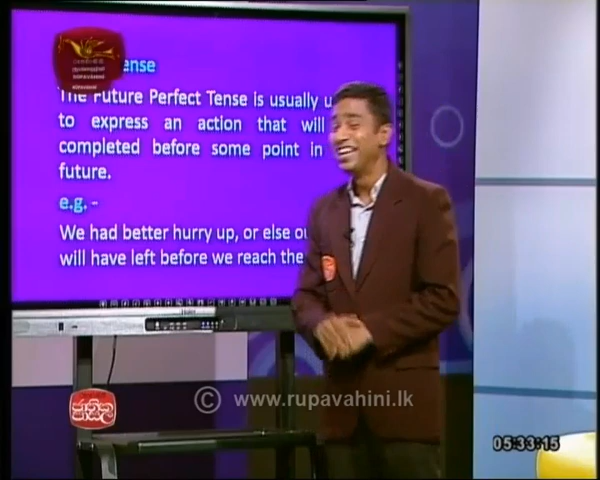 ense
The Future Perfect Tense is usually u
to express an action that will
completed before some point in
future.
e.g. -
We had better hurry up, or else ou
will have left before we reach the
Haier
© www.rupavahini.lk
05:33:15